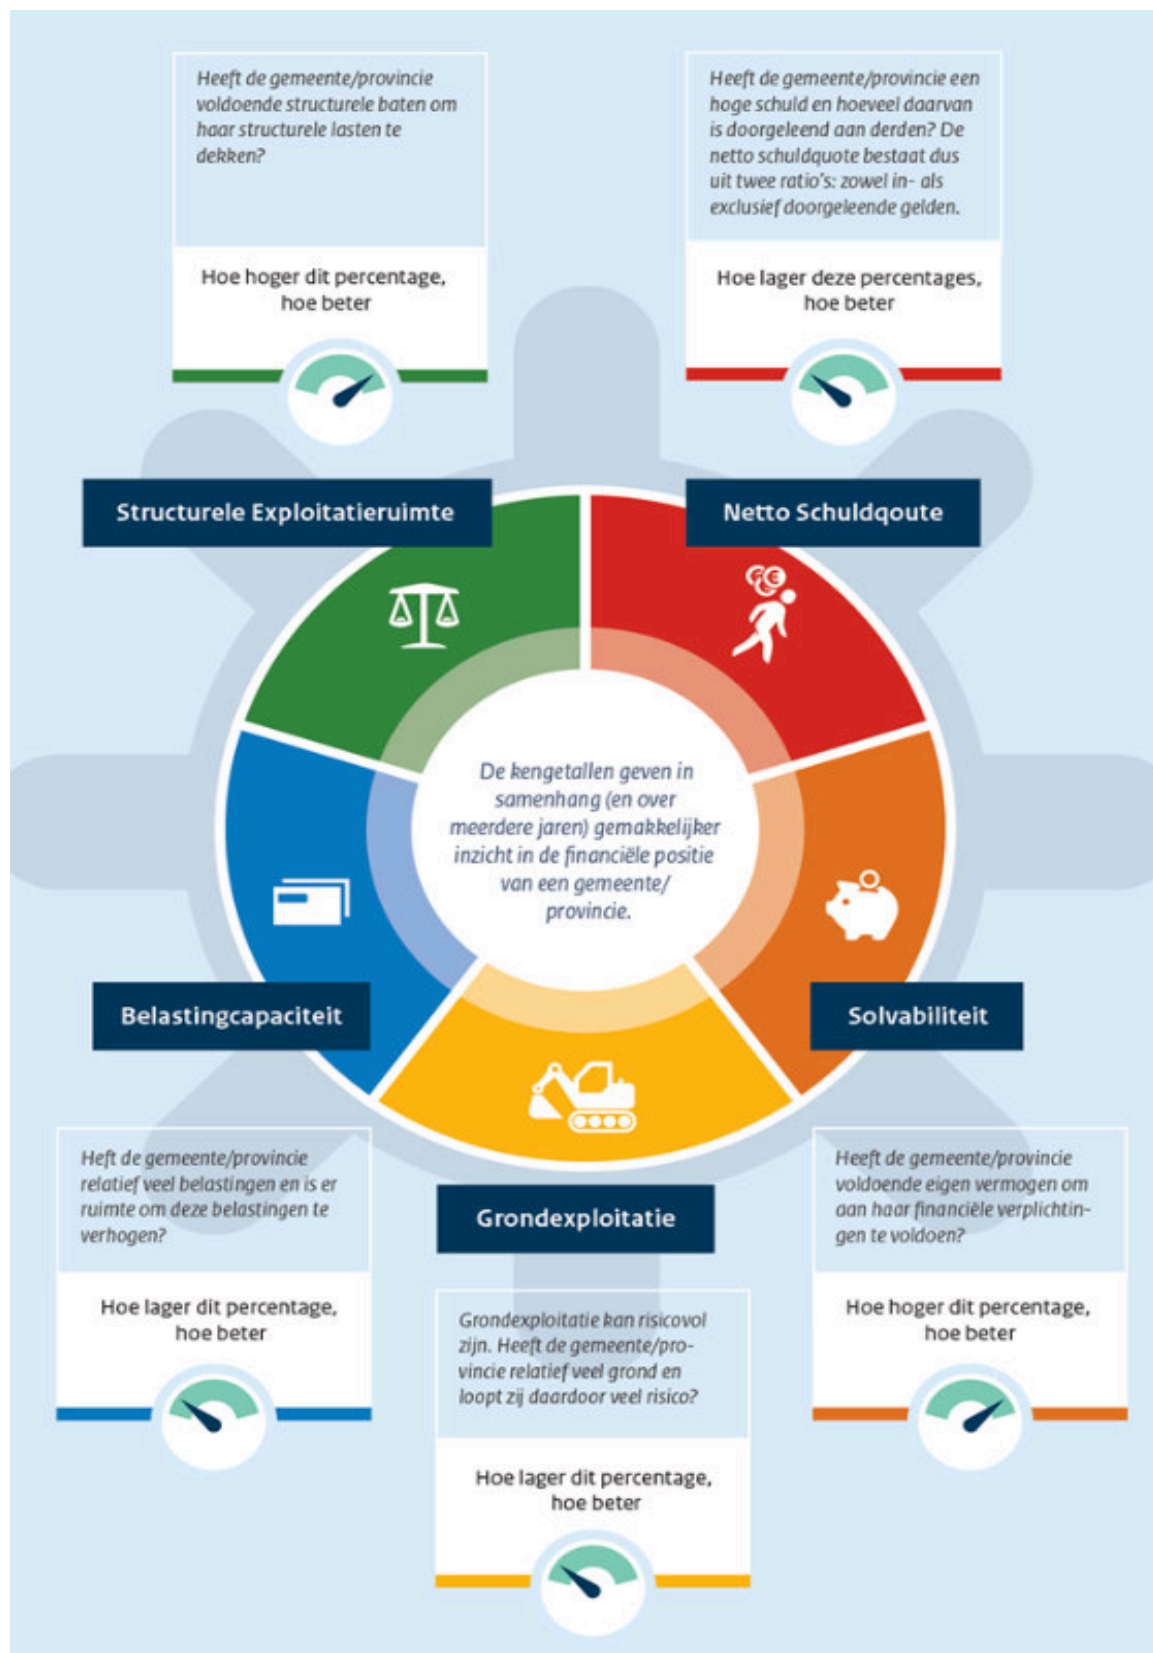 Heeft de gemeente/provincie
voldoende structurele baten om
haar structurele lasten te
dekken?
Hoe hoger dit percentage,
hoe beter
Heeft de gemeente/provincie een
hoge schuld en hoeveel daarvan
is doorgeleend aan derden? De
netto schuldquote bestaat dus
uit twee ratio's: zowel in- als
exclusief doorgeleende gelden.
Hoe lager deze percentages,
hoe beter
Structurele Exploitatieruimte
Netto Schuldqoute
De kengetallen geven in
samenhang (en over
meerdere jaren) gemakkelijker
inzicht in de financiële positie
van een gemeente/
provincie.
Belastingcapaciteit
Solvabiliteit
Grondexploitatie
Heft de gemeente/provincie
relatief veel belastingen en is er
ruimte om deze belastingen te
verhogen?
Hoe lager dit percentage,
hoe beter
Grondexploitatie kan risicovol
zijn. Heeft de gemeente/pro-
vincie relatief veel grond en
loopt zij daardoor veel risico?
Hoe lager dit percentage,
hoe beter
Heeft de gemeente/provincie
voldoende eigen vermogen om
aan haar financiële verplichtin-
gen te voldoen?
Hoe hoger dit percentage,
hoe beter